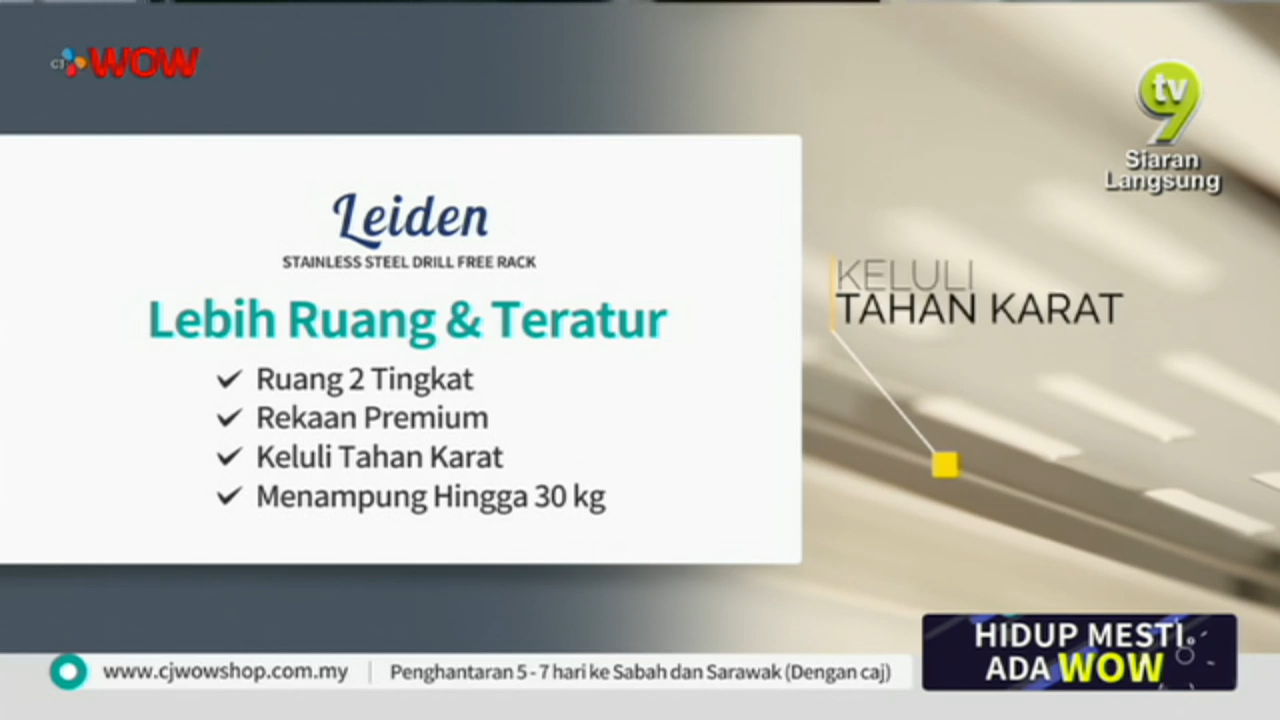 CJ WOW
tv9
Siaran
Langsung
Leiden
STAINLESS STEEL DRILL FREE RACK
Lebih Ruang & Teratur
Ruang 2 Tingkat
Rekaan Premium
Keluli Tahan Karat
Menampung Hingga 30 kg
KELULI
TAHAN KARAT
HIDUP MESTI
ADA WOW
www.cjwowshop.com.my
Penghantaran 5 - 7 hari ke Sabah dan Sarawak (Dengan caj)